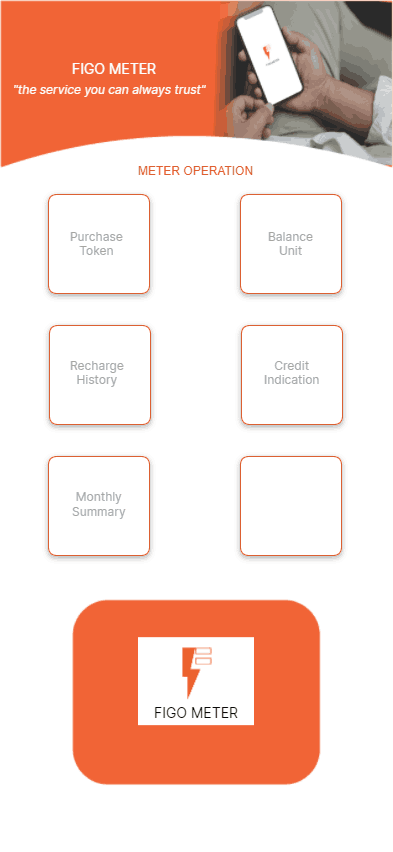 FIGO METER
"the service you can always trust"
METER OPERATION
Purchase
Token
Balance
Unit
Recharge
History
Credit
Indication
Monthly
Summary
FIGO METER